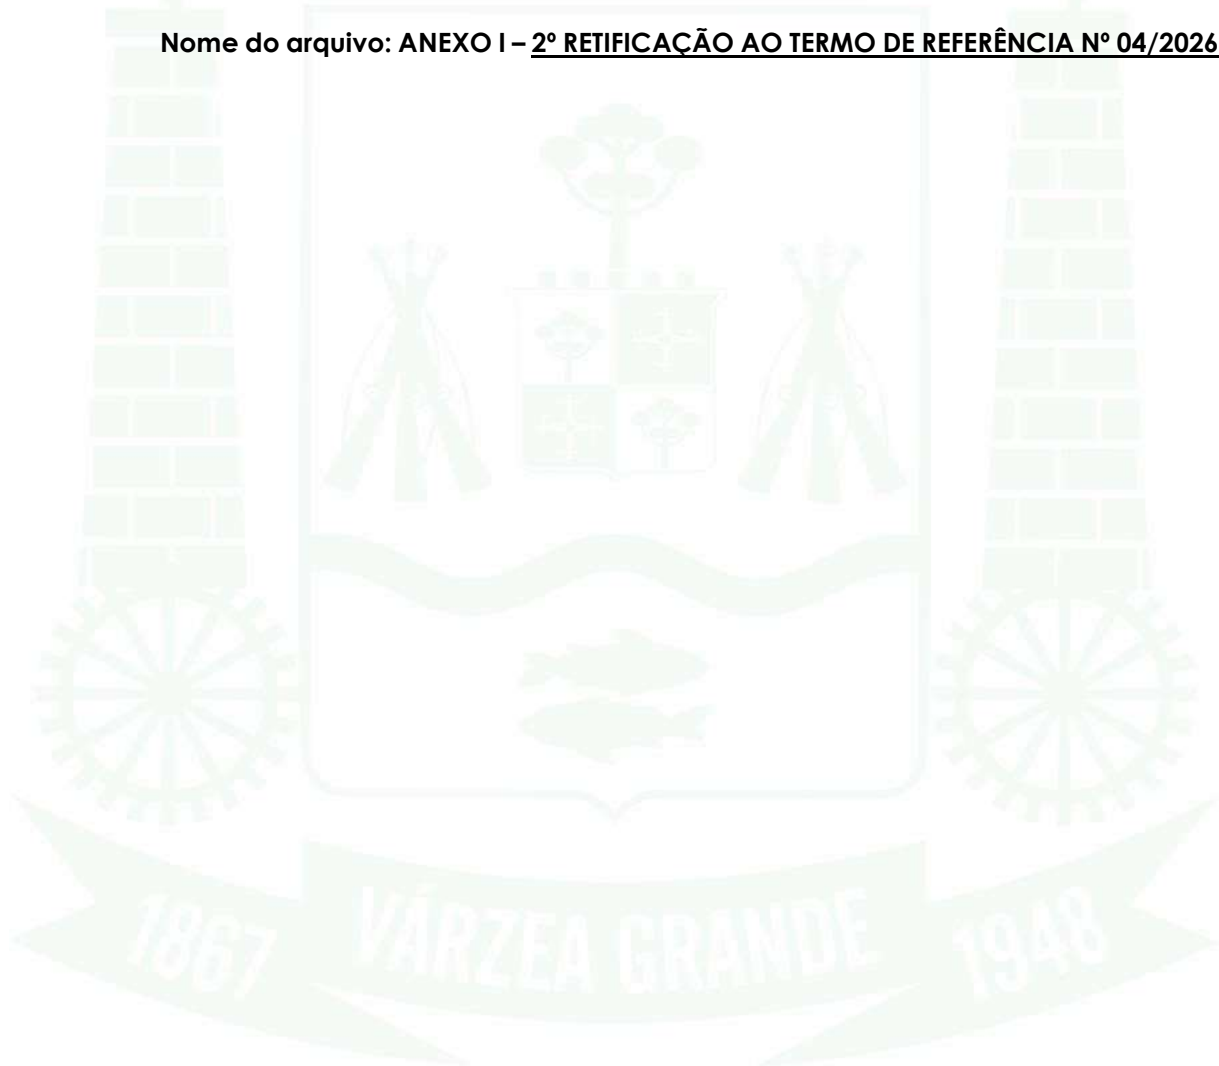 Nome do arquivo: ANEXO I – 2º RETIFICAÇÃO AO TERMO DE REFERÊNCIA Nº 04/2026
1867 VÁRZEA GRANDE 1948